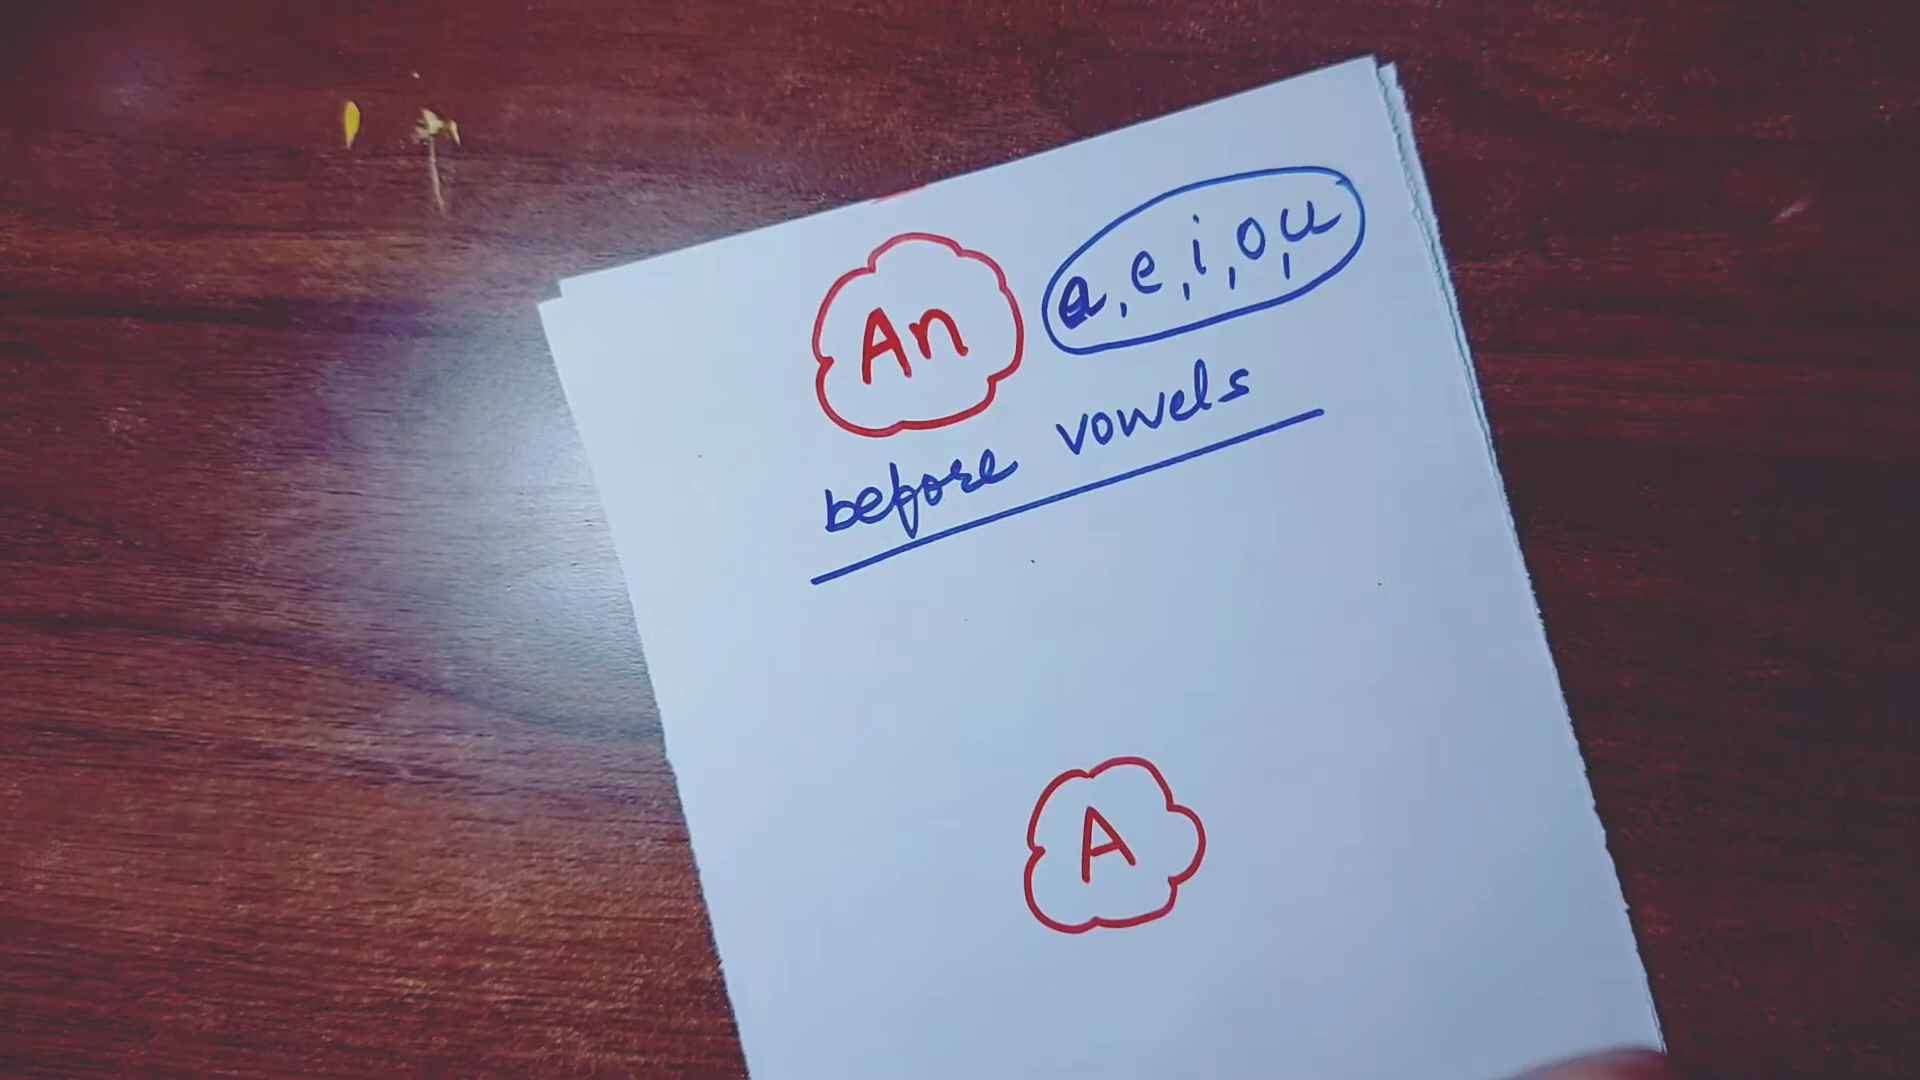 An a, e, i, o, u
before vowels
A